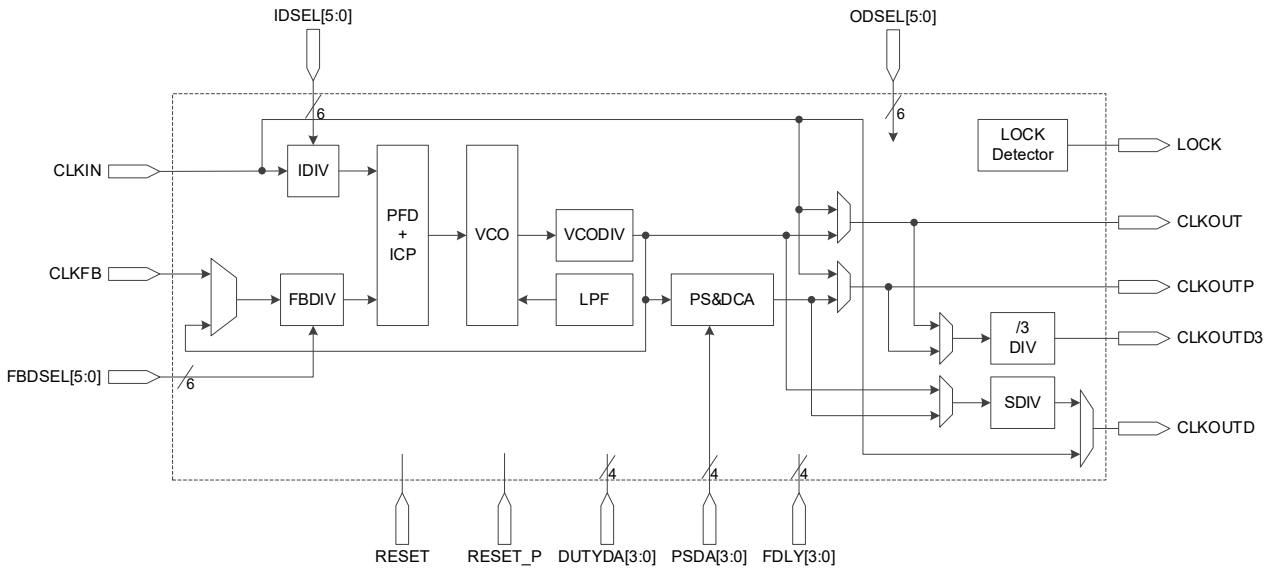 IDSEL[5:0]
ODSEL[5:0]
6
6
CLKIN
IDIV
LOCK
Detector
LOCK
PFD
+
ICP
VCO
VCODIV
CLKOUT
CLKFB
FBDIV
LPF
PS&DCA
CLKOUTP
/3
DIV
CLKOUTD3
FBDSEL[5:0]
6
SDIV
CLKOUTD
4
4
4
RESET
RESET_P
DUTYDA[3:0]
PSDA[3:0]
FDLY[3:0]